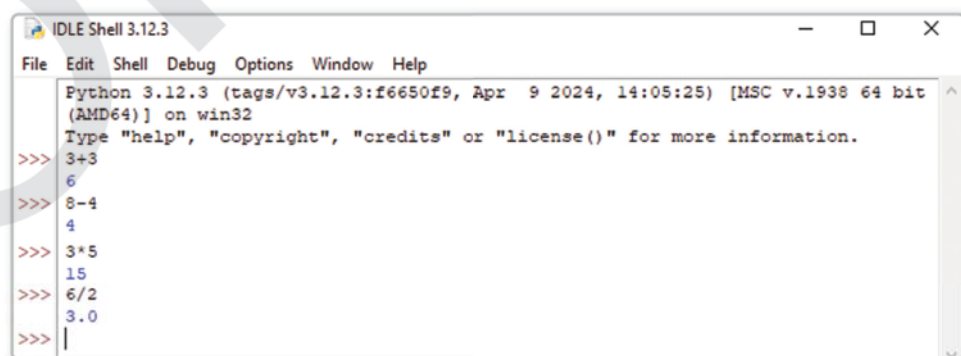 IDLE Shell 3.12.3
File Edit Shell Debug Options Window Help
Python 3.12.3 (tags/v3.12.3:f6650f9, Apr  9 2024, 14:05:25) [MSC v.1938 64 bit
(AMD64)] on win32
Type "help", "copyright", "credits" or "license()" for more information.
>>> 3+3
6
>>> 8-4
4
>>> 3*5
15
>>> 6/2
3.0
>>>